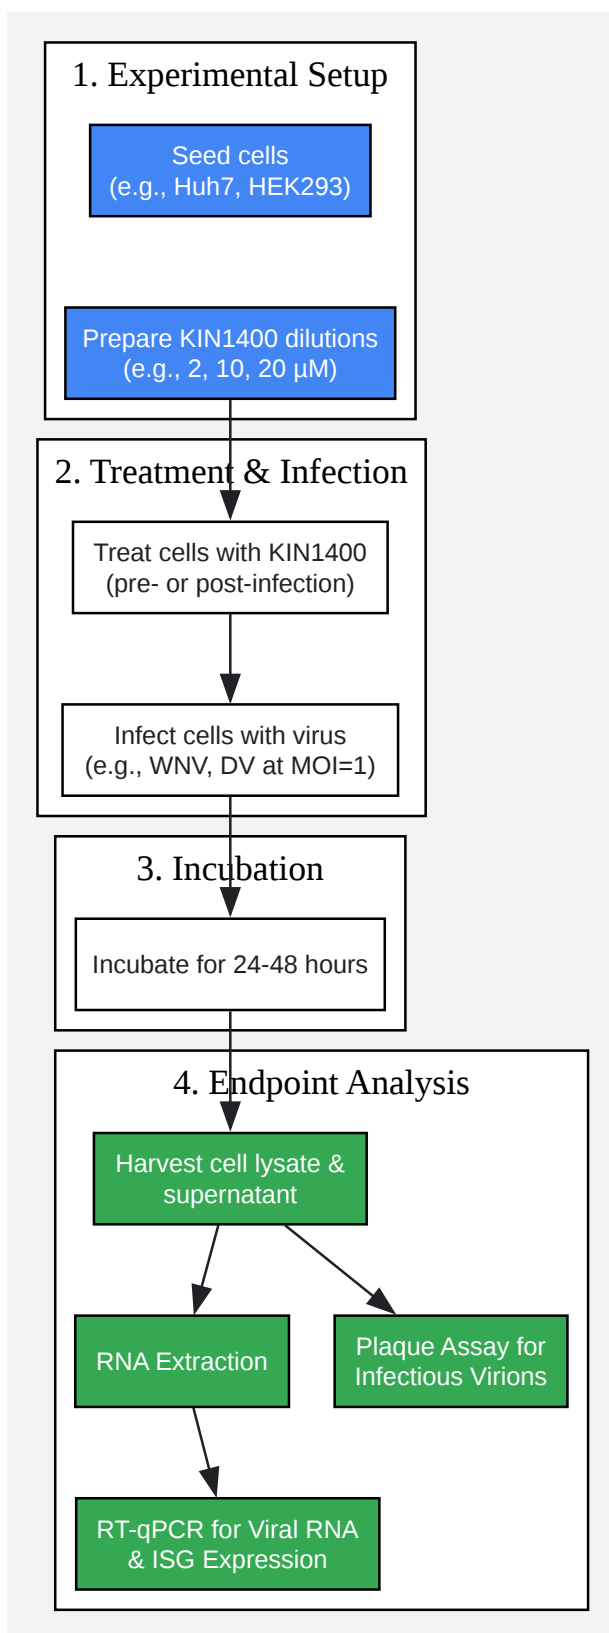 1. Experimental Setup
Seed cells
(e.g., Huh7, HEK293)
Prepare KIN1400 dilutions
(e.g., 2, 10, 20 µM)
2. Treatment & Infection
Treat cells with KIN1400
(pre- or post-infection)
Infect cells with virus
(e.g., WNV, DV at MOI=1)
3. Incubation
Incubate for 24-48 hours
4. Endpoint Analysis
Harvest cell lysate &
supernatant
RNA Extraction
Plaque Assay for
Infectious Virions
RT-qPCR for Viral RNA
& ISG Expression